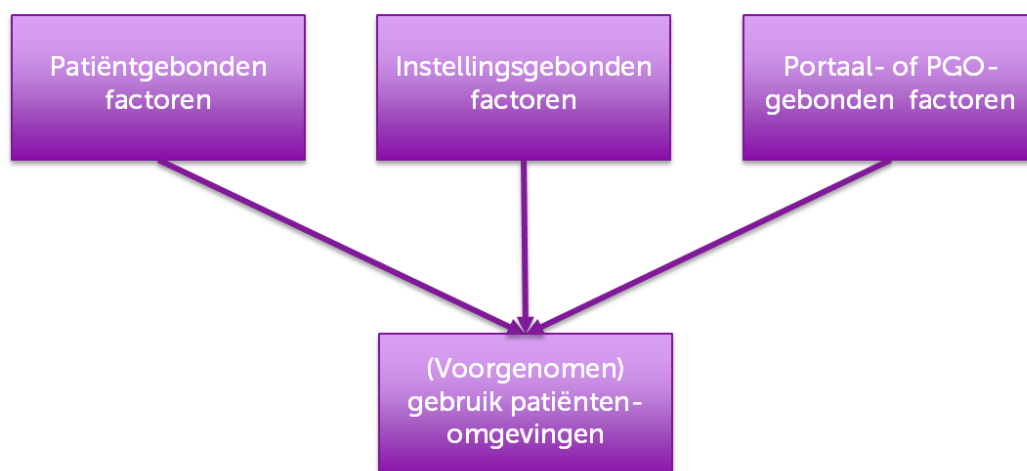 Patiëntgebonden
factoren
Instellingsgebonden
factoren
Portaal- of PGO-
gebonden factoren
(Voorgenomen)
gebruik patiënten-
omgevingen